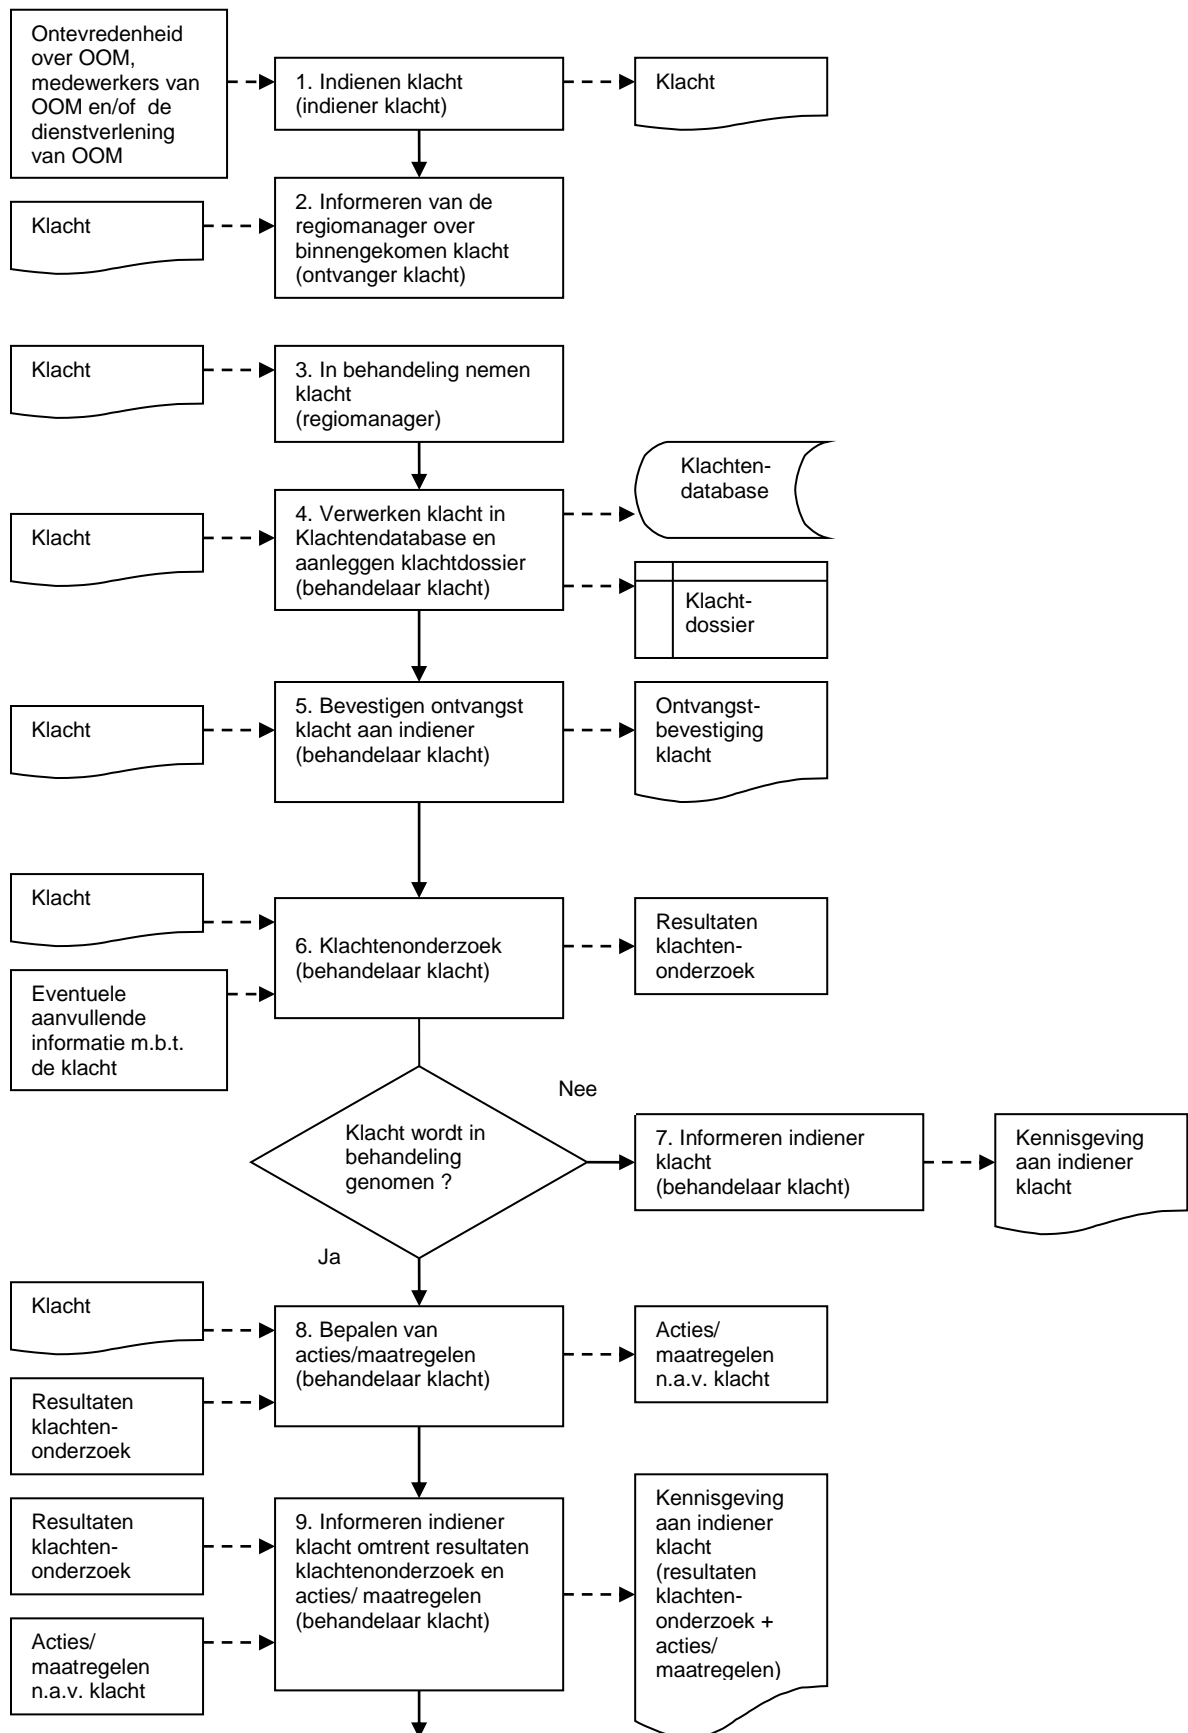 Ontevredenheid
over OOM,
medewerkers van
OOM en/of de
dienstverlening
van OOM
1. Indienen klacht
(indiener klacht)
Klacht
Klacht
2. Informeren van de
regiomanager over
binnengekomen klacht
(ontvanger klacht)
Klacht
3. In behandeling nemen
klacht
(regiomanager)
Klacht
4. Verwerken klacht in
Klachtendatabase en
aanleggen klachtdossier
(behandelaar klacht)
Klachten-
database
Klacht-
dossier
Klacht
5. Bevestigen ontvangst
klacht aan indiener
(behandelaar klacht)
Ontvangst-
bevestiging
klacht
Klacht
Eventuele
aanvullende
informatie m.b.t.
de klacht
6. Klachtenonderzoek
(behandelaar klacht)
Resultaten
klachten-
onderzoek
Klacht wordt in
behandeling
genomen ?
Nee
7. Informeren indiener
klacht
(behandelaar klacht)
Kennisgeving
aan indiener
klacht
Ja
Klacht
Resultaten
klachten-
onderzoek
8. Bepalen van
acties/maatregelen
(behandelaar klacht)
Acties/
maatregelen
n.a.v. klacht
Resultaten
klachten-
onderzoek
Acties/
maatregelen
n.a.v. klacht
9. Informeren indiener
klacht omtrent resultaten
klachtenonderzoek en
acties/ maatregelen
(behandelaar klacht)
Kennisgeving
aan indiener
klacht
(resultaten
klachten-
onderzoek +
acties/
maatregelen)